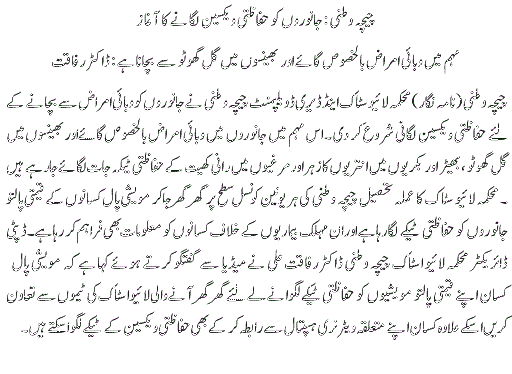 چیچہ وطنی: جانوروں کو حفاظتی ویکسین لگانے کا آغاز
مہم میں وبائی امراض بالخصوص گائے اور بھینسوں میں گل گھوٹو سے بچانا ہے: ڈاکٹر رفاقت
چیچہ وطنی (نامہ نگار) محکمہ لائیو سٹاک اینڈ ڈیری ڈویلپمنٹ چیچہ وطنی نے جانوروں کو وبائی امراض سے بچانے کے
لئے حفاظتی ویکسین لگانی شروع کر دی۔ اس مہم میں جانوروں میں وبائی امراض بالخصوص گائے اور بھینسوں میں
گل گھوٹو، بھیڑ اور بکریوں میں انتڑیوں کا زہر اور مرغیوں میں رانی کھیت کے حفاظتی ٹیکہ جات لگائے جا رہے ہیں
۔ محکمہ لائیو سٹاک کا عملہ تحصیل چیچہ وطنی کی ہر یونین کونسل سطح پر گھر گھر جا کر مویشی پال کسانوں کے قیمتی پالتو
جانوروں کو حفاظتی ٹیکے لگا رہا ہے اور ان مہلک بیماریوں کے خلاف کسانوں کو معلومات بھی فراہم کر رہا ہے۔ ڈپٹی
ڈائریکٹر محکمہ لائیو سٹاک چیچہ وطنی ڈاکٹر رفاقت علی نے میڈیا سے گفتگو کرتے ہوئے کہا ہے کہ مویشی پال
کسان اپنے قیمتی پالتو مویشیوں کو حفاظتی ٹیکے لگوانے کے لئے گھر گھر آنے والی لائیو سٹاک کی ٹیموں سے تعاون
کریں اسکے علاوہ کسان اپنے متعلقہ ویٹرنری ہسپتال سے رابطہ کر کے بھی حفاظتی ویکسین کے ٹیکے لگوا سکتے ہیں۔